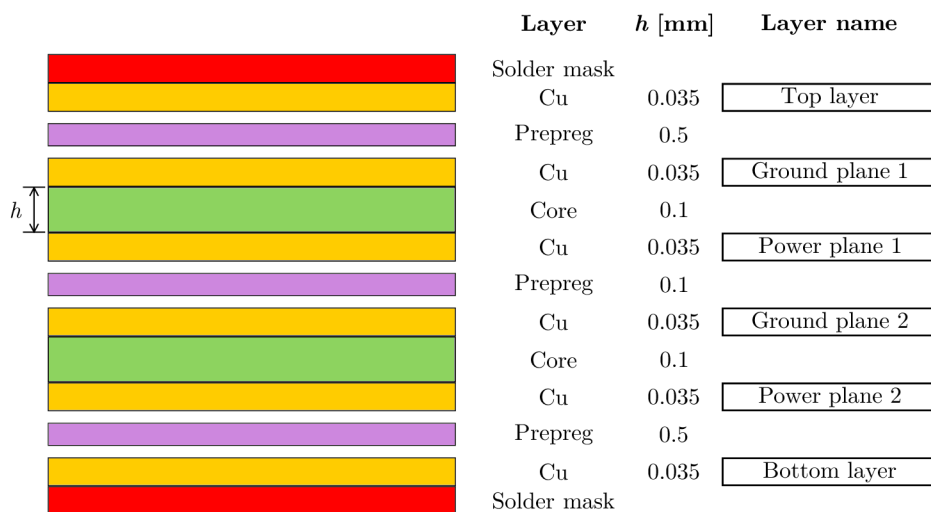 Layer h [mm] Layer name
Solder mask
Cu 0.035 Top layer
Prepreg 0.5
Cu 0.035 Ground plane 1
h Core 0.1
Cu 0.035 Power plane 1
Prepreg 0.1
Cu 0.035 Ground plane 2
Core 0.1
Cu 0.035 Power plane 2
Prepreg 0.5
Cu 0.035 Bottom layer
Solder mask